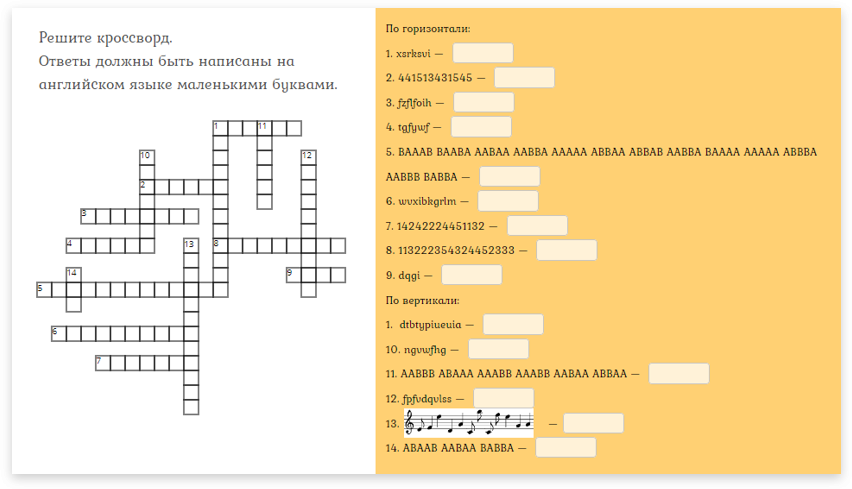 Решите кроссворд.
Ответы должны быть написаны на
английском языке маленькими буквами.
1
11
10
12
2
3
4
13
8
14
9
5
6
7
По горизонтали:
1. xsrksvi —
2. 441513431545 —
3. fzflfoih —
4. tgfywf —
5. BAAAB BAABA AABAA AABBA AAAAA ABBAA ABBAB AABBA BAAAA AAAAA ABBBA
AABBB BABBA —
6. wvxibkgrlm —
7. 14242224451132 —
8. 113222354324452333 —
9. dqgi —
По вертикали:
1. dtbtypiueuia —
10. ngvwfhg —
11. AABBB ABAAA AAABB AAABB AABAA ABBAA —
12. fpfvdqvlss —
13. —
14. ABAAB AABAA BABBA —